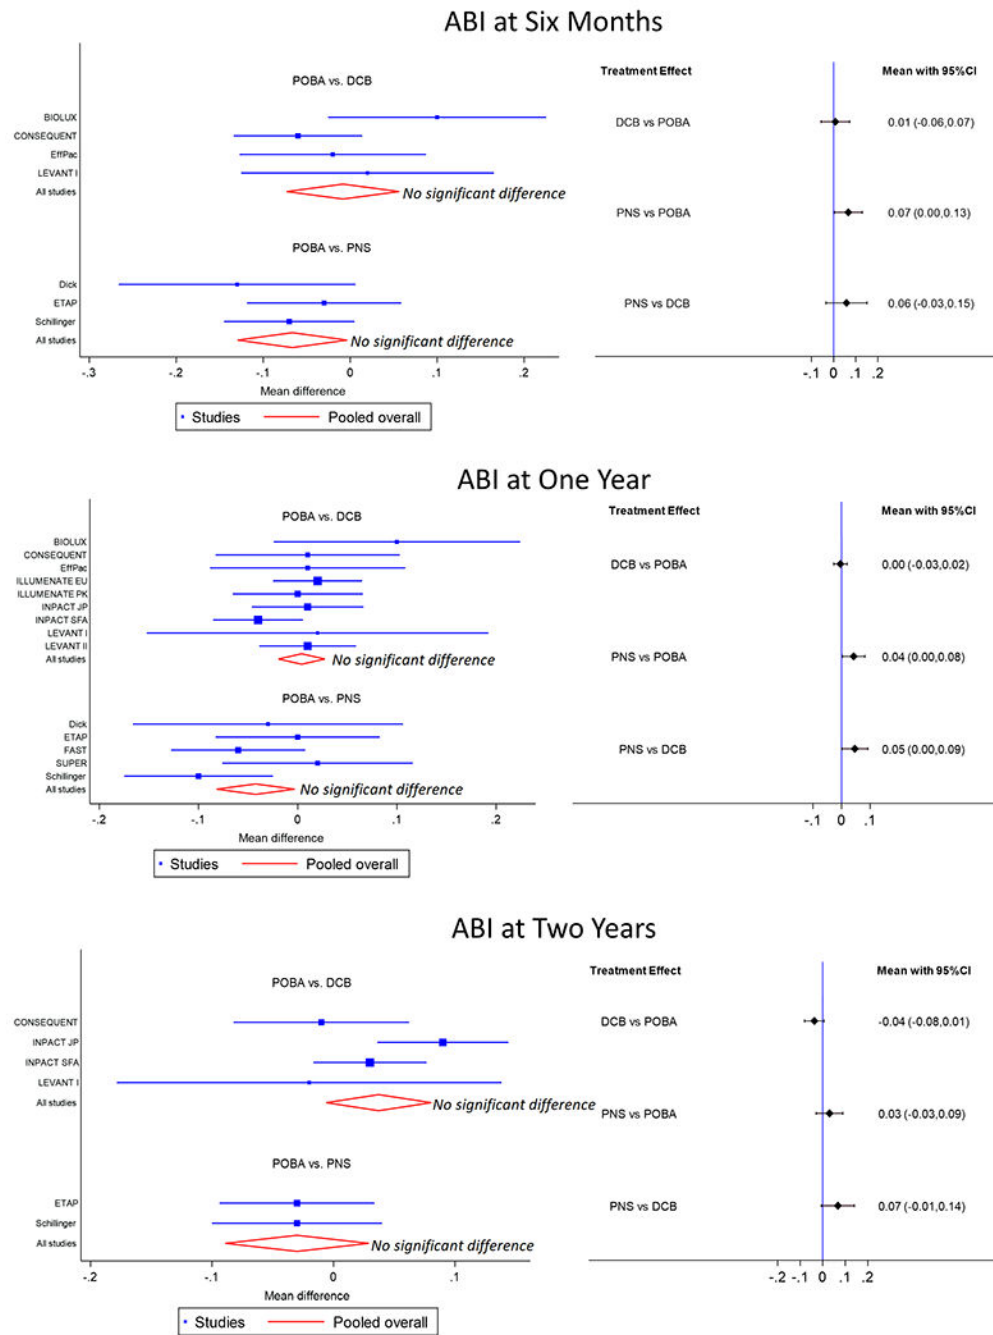 ABI at Six Months
POBA vs. DCB
BIOLUX
CONSEQUENT
EffPac
LEVANT I
All studies
No significant difference
POBA vs. PNS
Dick
ETAP
Schillinger
All studies
No significant difference
-.3 -.2 -.1 0 .1 .2
Mean difference
Studies Pooled overall
Treatment Effect Mean with 95%CI
DCB vs POBA 0.01 (-0.06,0.07)
PNS vs POBA 0.07 (0.00,0.13)
PNS vs DCB 0.06 (-0.03,0.15)
-.1 0 .1 .2
ABI at One Year
POBA vs. DCB
BIOLUX
CONSEQUENT
EffPac
ILLUMENATE EU
ILLUMENATE PK
INPACT JP
INPACT SFA
LEVANT I
LEVANT II
All studies
No significant difference
POBA vs. PNS
Dick
ETAP
FAST
SUPER
Schillinger
All studies
No significant difference
-.2 -.1 0 .1 .2
Mean difference
Studies Pooled overall
Treatment Effect Mean with 95%CI
DCB vs POBA 0.00 (-0.03,0.02)
PNS vs POBA 0.04 (0.00,0.08)
PNS vs DCB 0.05 (0.00,0.09)
-.1 0 .1
ABI at Two Years
POBA vs. DCB
CONSEQUENT
INPACT JP
INPACT SFA
LEVANT I
All studies
No significant difference
POBA vs. PNS
ETAP
Schillinger
All studies
No significant difference
-.2 -.1 0 .1
Mean difference
Studies Pooled overall
Treatment Effect Mean with 95%CI
DCB vs POBA -0.04 (-0.08,0.01)
PNS vs POBA 0.03 (-0.03,0.09)
PNS vs DCB 0.07 (-0.01,0.14)
-.2 -.1 0 .1 .2